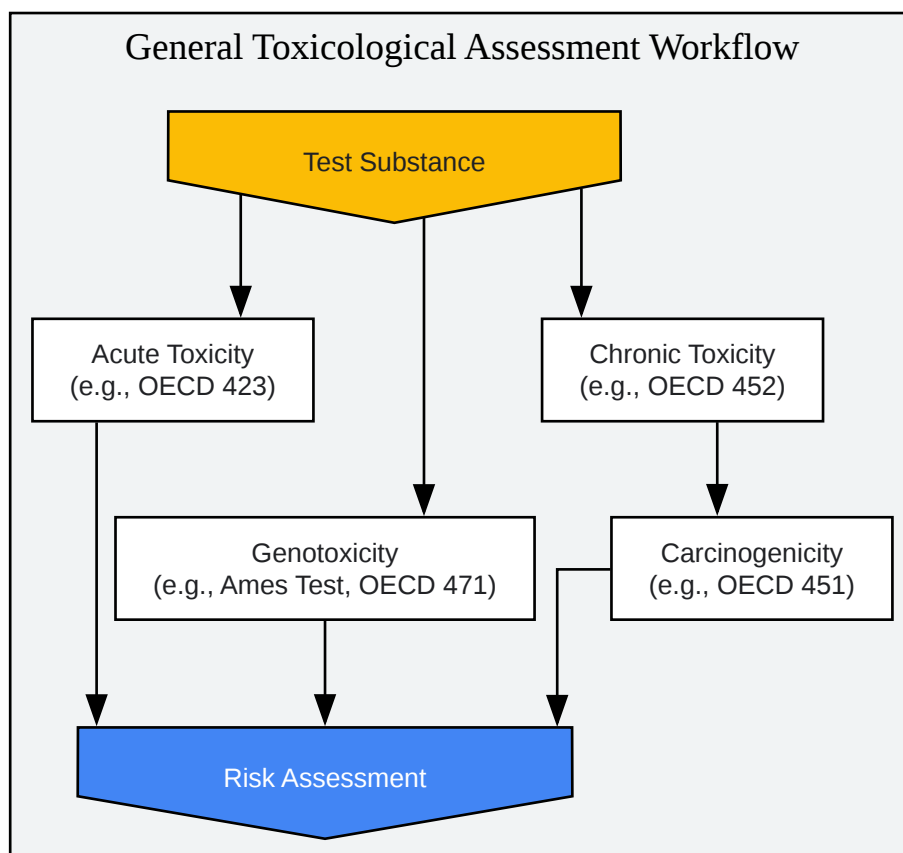 General Toxicological Assessment Workflow
Test Substance
Acute Toxicity
(e.g., OECD 423)
Chronic Toxicity
(e.g., OECD 452)
Genotoxicity
(e.g., Ames Test, OECD 471)
Carcinogenicity
(e.g., OECD 451)
Risk Assessment